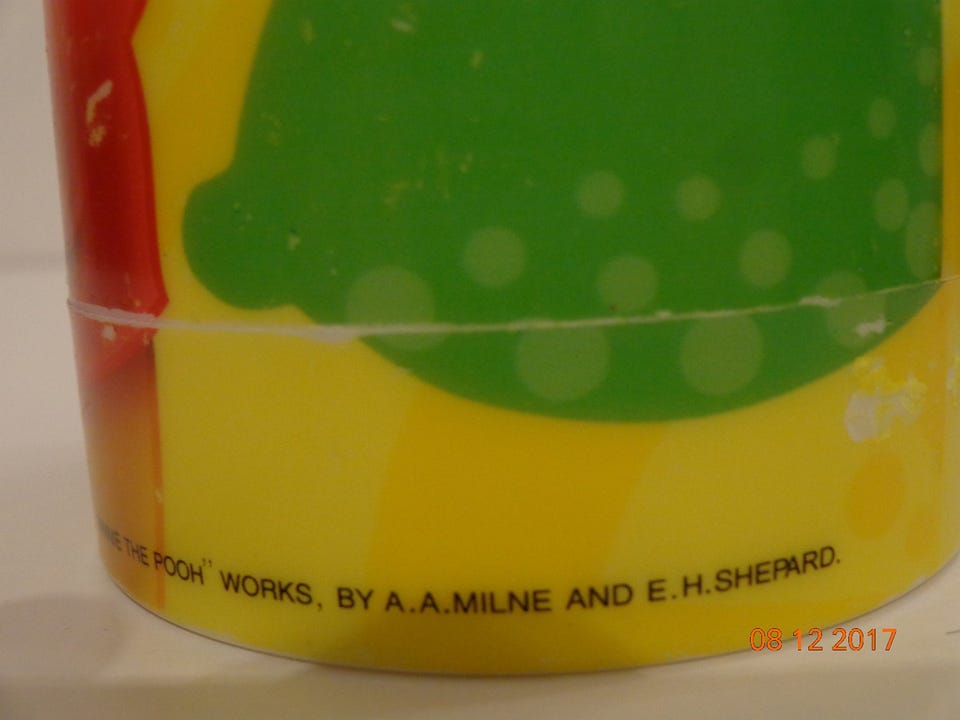 THE POOH" WORKS, BY A.A.MILNE AND E.H.SHEPARD.
08 12 2017